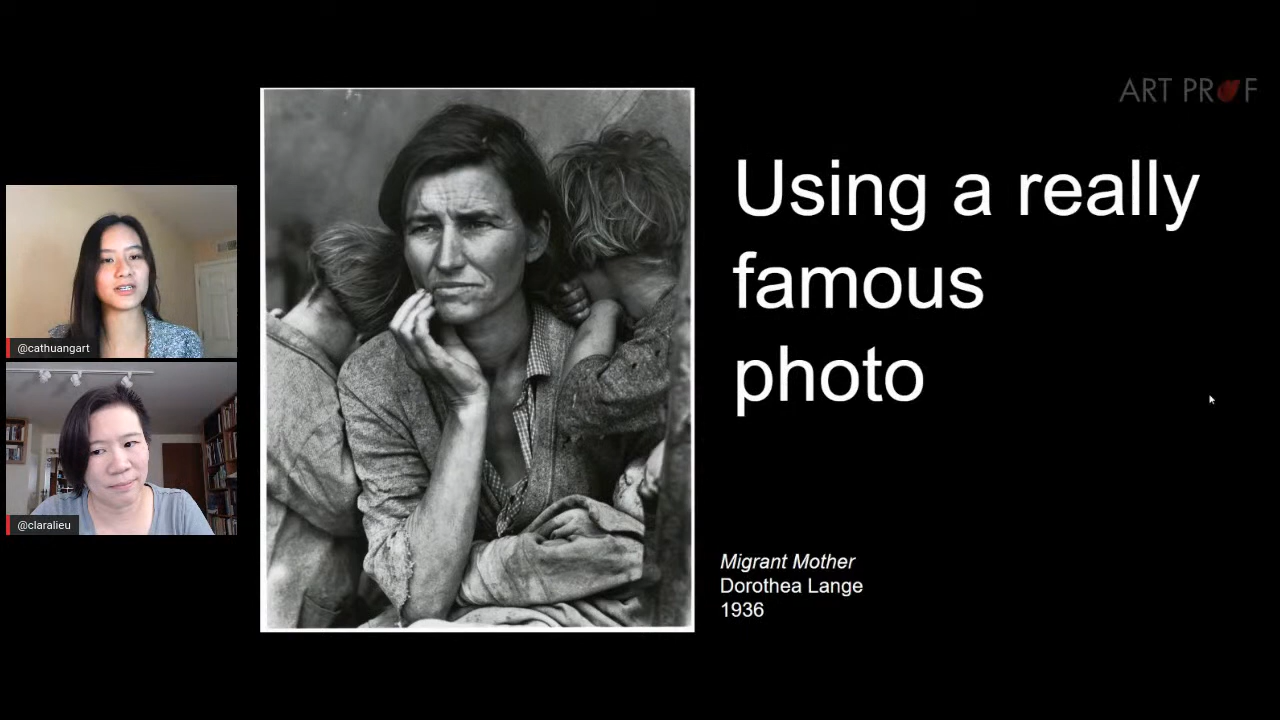 ART PROF
Using a really
famous
photo
@cathuangart
@claralieu
Migrant Mother
Dorothea Lange
1936